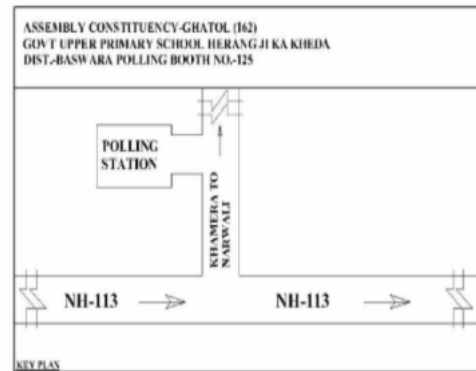 ASSEMBLY CONSTITUENCY-GHATOL (162)
GOVT UPPER PRIMARY SCHOOL HERANG JI KA KHEDA
DIST.-BASWARA POLLING BOOTH NO.-125
POLLING
STATION
KHAMERA TO
NARWALI
NH-113
NH-113
KEY PLAN